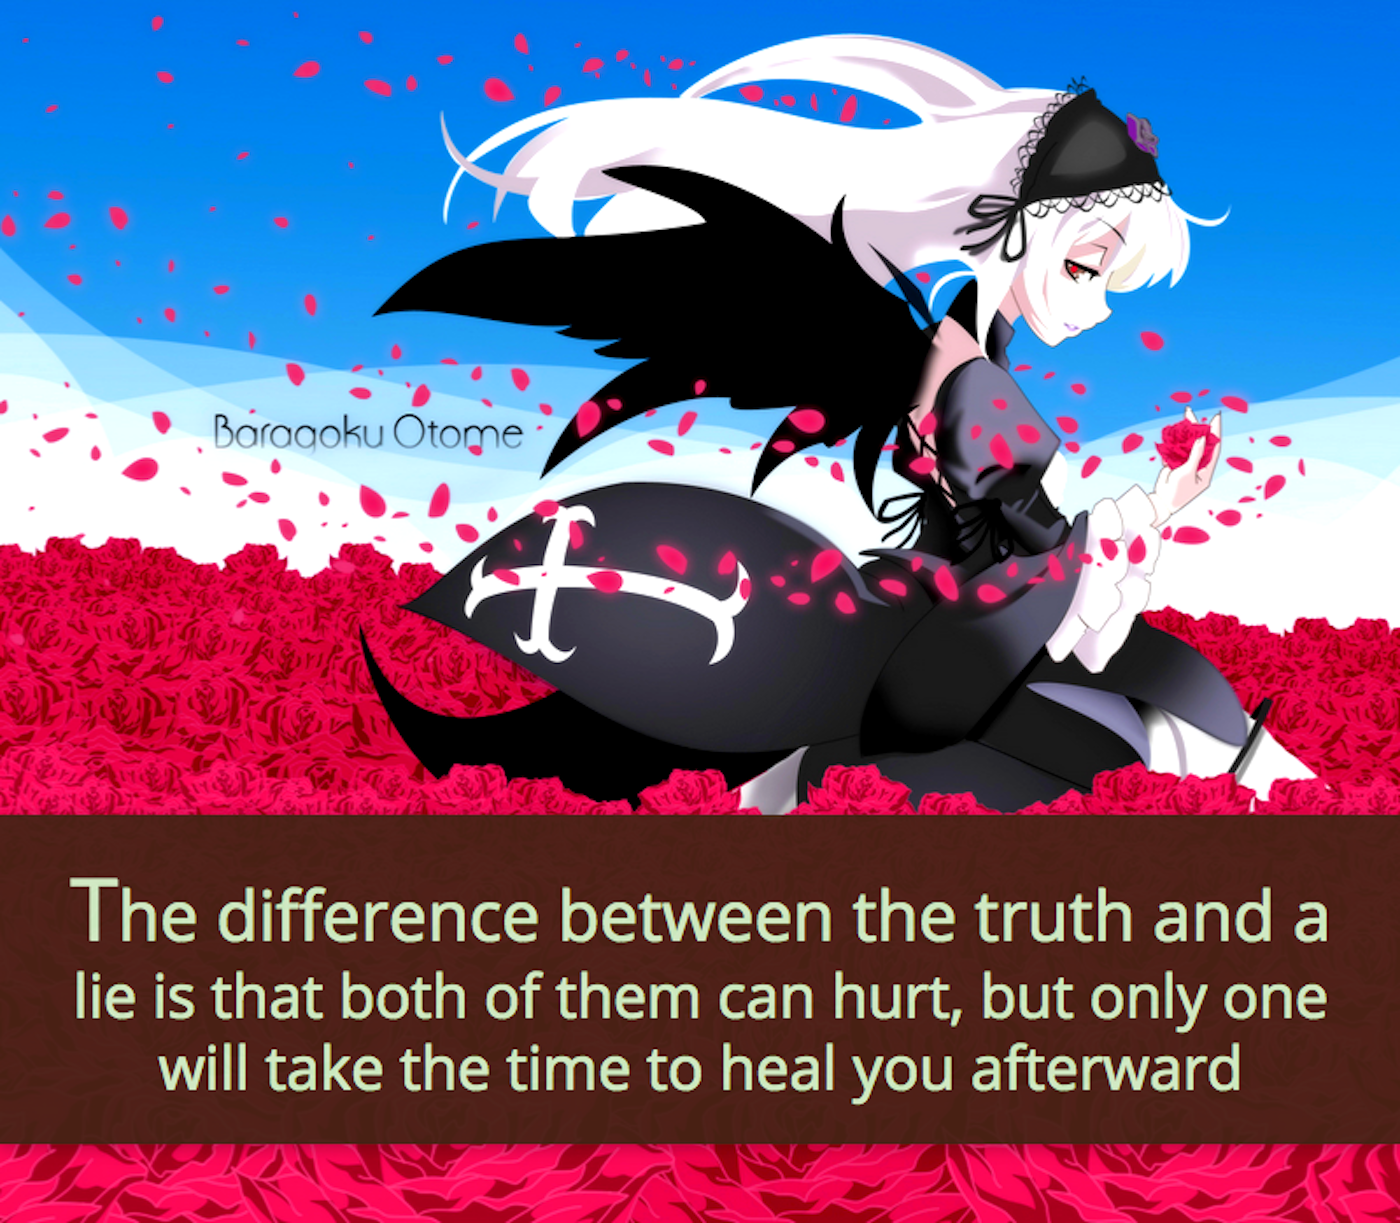 Baragoku Otome
The difference between the truth and a
lie is that both of them can hurt, but only one
will take the time to heal you afterward